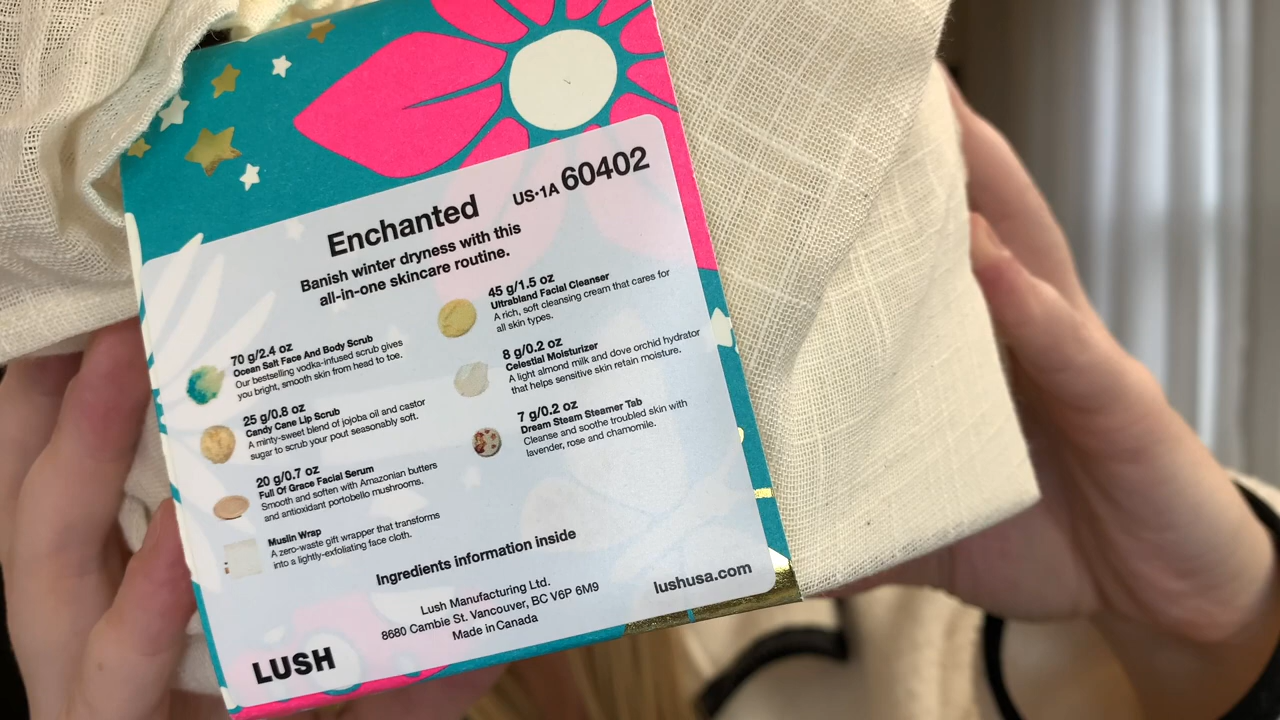 Enchanted
US·1A 60402
Banish winter dryness with this
all-in-one skincare routine.
70 g/2.4 oz
Ocean Salt Face And Body Scrub
Our bestselling vodka-infused scrub gives
you bright, smooth skin from head to toe.
25 g/0.8 oz
Candy Cane Lip Scrub
A minty-sweet blend of jojoba oil and castor
sugar to scrub your pout seasonably soft.
20 g/0.7 oz
Full Of Grace Facial Serum
Smooth and soften with Amazonian butters
and antioxidant portobello mushrooms.
Muslin Wrap
A zero-waste gift wrapper that transforms
into a lightly-exfoliating face cloth.
45 g/1.5 oz
Ultrabland Facial Cleanser
A rich, soft cleansing cream that cares for
all skin types.
8 g/0.2 oz
Celestial Moisturizer
A light almond milk and dove orchid hydrator
that helps sensitive skin retain moisture.
7 g/0.2 oz
Dream Steam Steamer Tab
Cleanse and soothe troubled skin with
lavender, rose and chamomile.
Ingredients information inside
Lush Manufacturing Ltd.
8680 Cambie St. Vancouver, BC V6P 6M9
Made in Canada
lushusa.com
LUSH